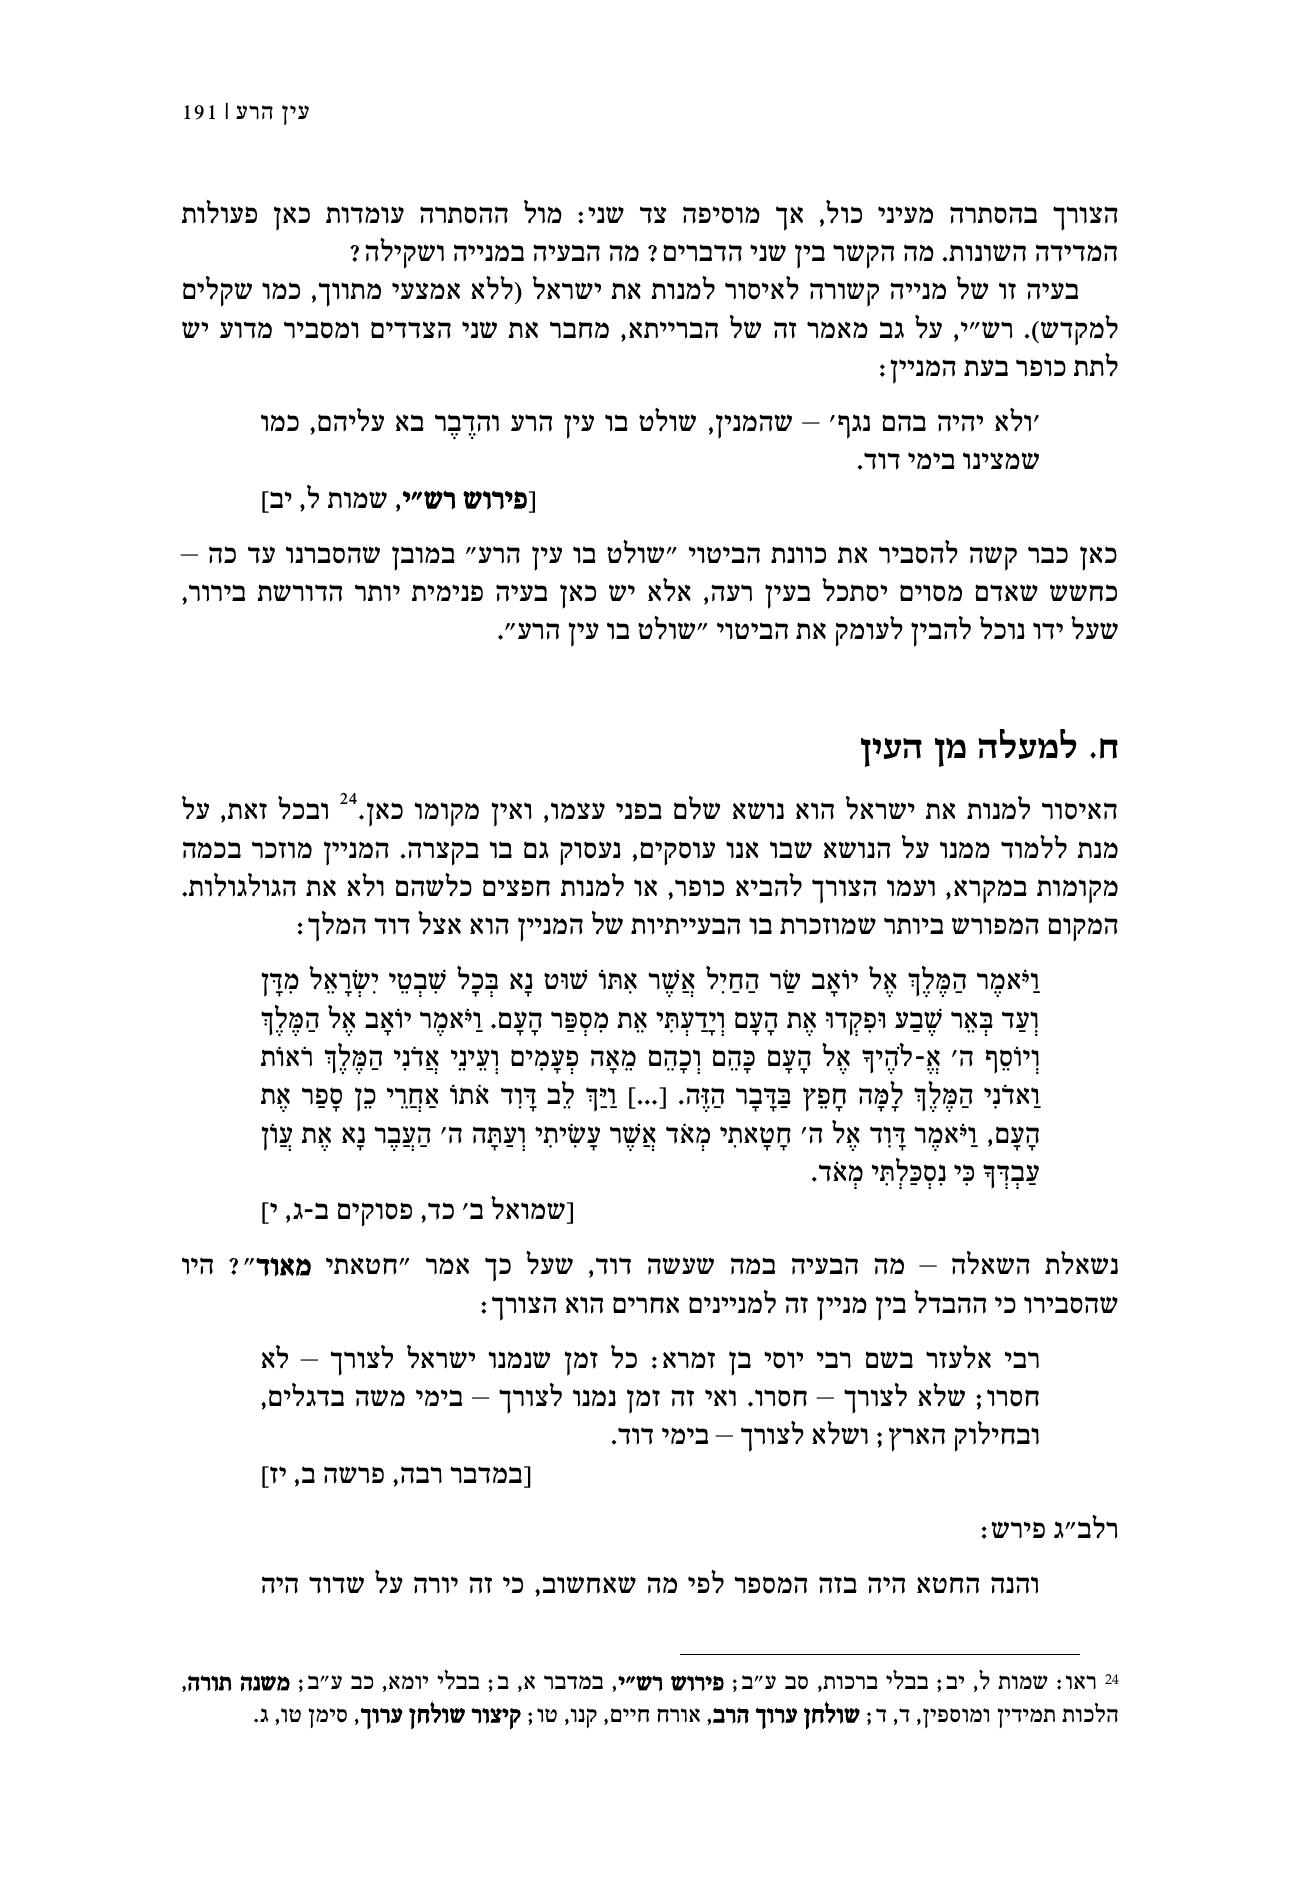 עין הרע | 191
הצורך בהסתרה מעיני כול, אך מוסיפה צד שני: מול ההסתרה עומדות כאן פעולות
המדידה השונות. מה הקשר בין שני הדברים? מה הבעיה במנייה ושקילה?
בעיה זו של מנייה קשורה לאיסור למנות את ישראל (ללא אמצעי מתווך, כמו שקלים
למקדש). רש״י, על גב מאמר זה של הברייתא, מחבר את שני הצדדים ומסביר מדוע יש
לתת כופר בעת המניין:
׳ולא יהיה בהם נגף׳ – שהמנין, שולט בו עין הרע והדֶבֶר בא עליהם, כמו
שמצינו בימי דוד.
[פירוש רש״י, שמות ל, יב]
כאן כבר קשה להסביר את כוונת הביטוי ״שולט בו עין הרע״ במובן שהסברנו עד כה –
כחשש שאדם מסוים יסתכל בעין רעה, אלא יש כאן בעיה פנימית יותר הדורשת בירור,
שעל ידו נוכל להבין לעומק את הביטוי ״שולט בו עין הרע״.
ח. למעלה מן העין
האיסור למנות את ישראל הוא נושא שלם בפני עצמו, ואין מקומו כאן.24 ובכל זאת, על
מנת ללמוד ממנו על הנושא שבו אנו עוסקים, נעסוק גם בו בקצרה. המניין מוזכר בכמה
מקומות במקרא, ועמו הצורך להביא כופר, או למנות חפצים כלשהם ולא את הגולגולות.
המקום המפורש ביותר שמוזכרת בו הבעייתיות של המניין הוא אצל דוד המלך:
וַיֹּאמֶר הַמֶּלֶךְ אֶל יוֹאָב שַׂר הַחַיִל אֲשֶׁר אִתּוֹ שׁוּט נָא בְּכָל שִׁבְטֵי יִשְׂרָאֵל מִדָּן
וְעַד בְּאֵר שֶׁבַע וּפִקְדוּ אֶת הָעָם וְיָדַעְתִּי אֵת מִסְפַּר הָעָם. וַיֹּאמֶר יוֹאָב אֶל הַמֶּלֶךְ
וְיוֹסֵף ה׳ אֱ-לֹהֶיךָ אֶל הָעָם כָּהֵם וְכָהֵם מֵאָה פְעָמִים וְעֵינֵי אֲדֹנִי הַמֶּלֶךְ רֹאוֹת
וַאדֹנִי הַמֶּלֶךְ לָמָּה חָפֵץ בַּדָּבָר הַזֶּה. [...] וַיַּךְ לֵב דָּוִד אֹתוֹ אַחֲרֵי כֵן סָפַר אֶת
הָעָם, וַיֹּאמֶר דָּוִד אֶל ה׳ חָטָאתִי מְאֹד אֲשֶׁר עָשִׂיתִי וְעַתָּה ה׳ הַעֲבֶר נָא אֶת עֲוֹן
עַבְדְּךָ כִּי נִסְכַּלְתִּי מְאֹד.
[שמואל ב׳ כד, פסוקים ב-ג, י]
נשאלת השאלה – מה הבעיה במה שעשה דוד, שעל כך אמר ״חטאתי מאוד״? היו
שהסבירו כי ההבדל בין מניין זה למניינים אחרים הוא הצורך:
רבי אלעזר בשם רבי יוסי בן זמרא: כל זמן שנמנו ישראל לצורך – לא
חסרו; שלא לצורך – חסרו. ואי זה זמן נמנו לצורך – בימי משה בדגלים,
ובחילוק הארץ; ושלא לצורך – בימי דוד.
[במדבר רבה, פרשה ב, יז]
רלב״ג פירש:
והנה החטא היה בזה המספר לפי מה שאחשוב, כי זה יורה על שדוד היה
24 ראו: שמות ל, יב; בבלי ברכות, סב ע״ב; פירוש רש״י, במדבר א, ב; בבלי יומא, כב ע״ב; משנה תורה,
הלכות תמידין ומוספין, ד, ד; שולחן ערוך הרב, אורח חיים, קנו, טו; קיצור שולחן ערוך, סימן טו, ג.